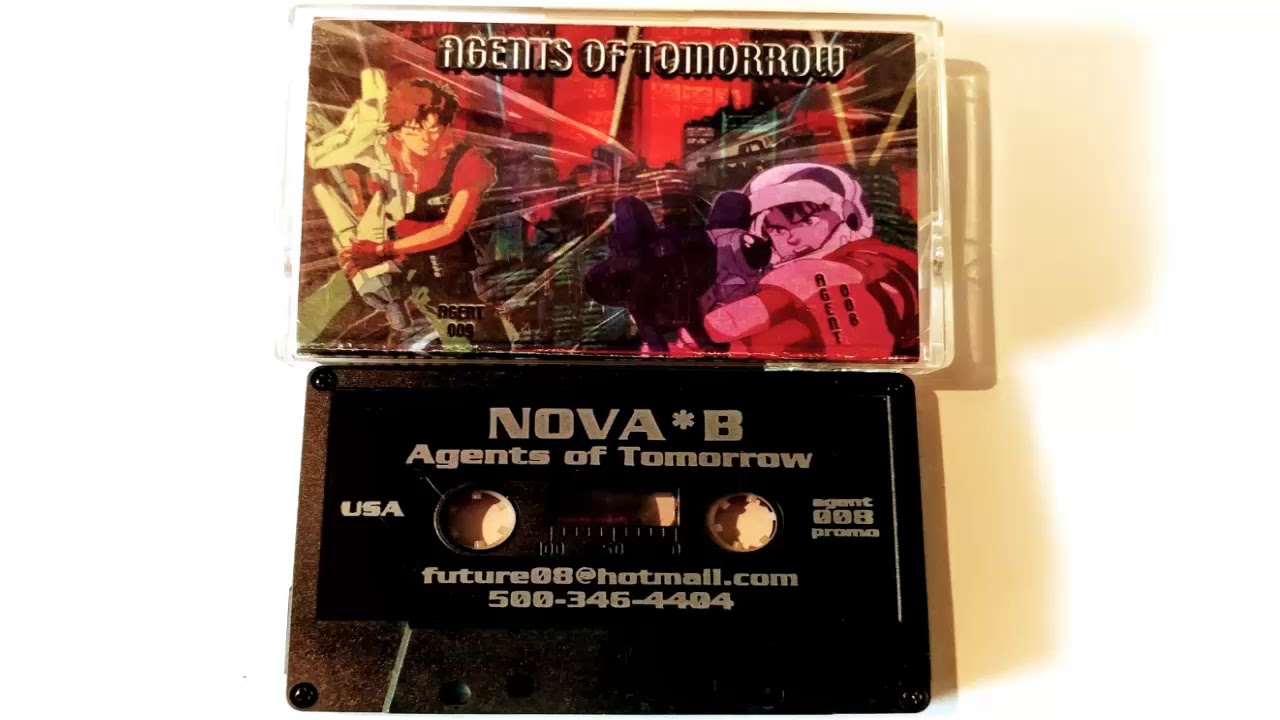 AGENTS OF TOMORROW
AGENT
009
AGENT
008
NOVA*B
Agents of Tomorrow
USA
agent
008
promo
100 50 0
future08@hotmail.com
500-346-4404